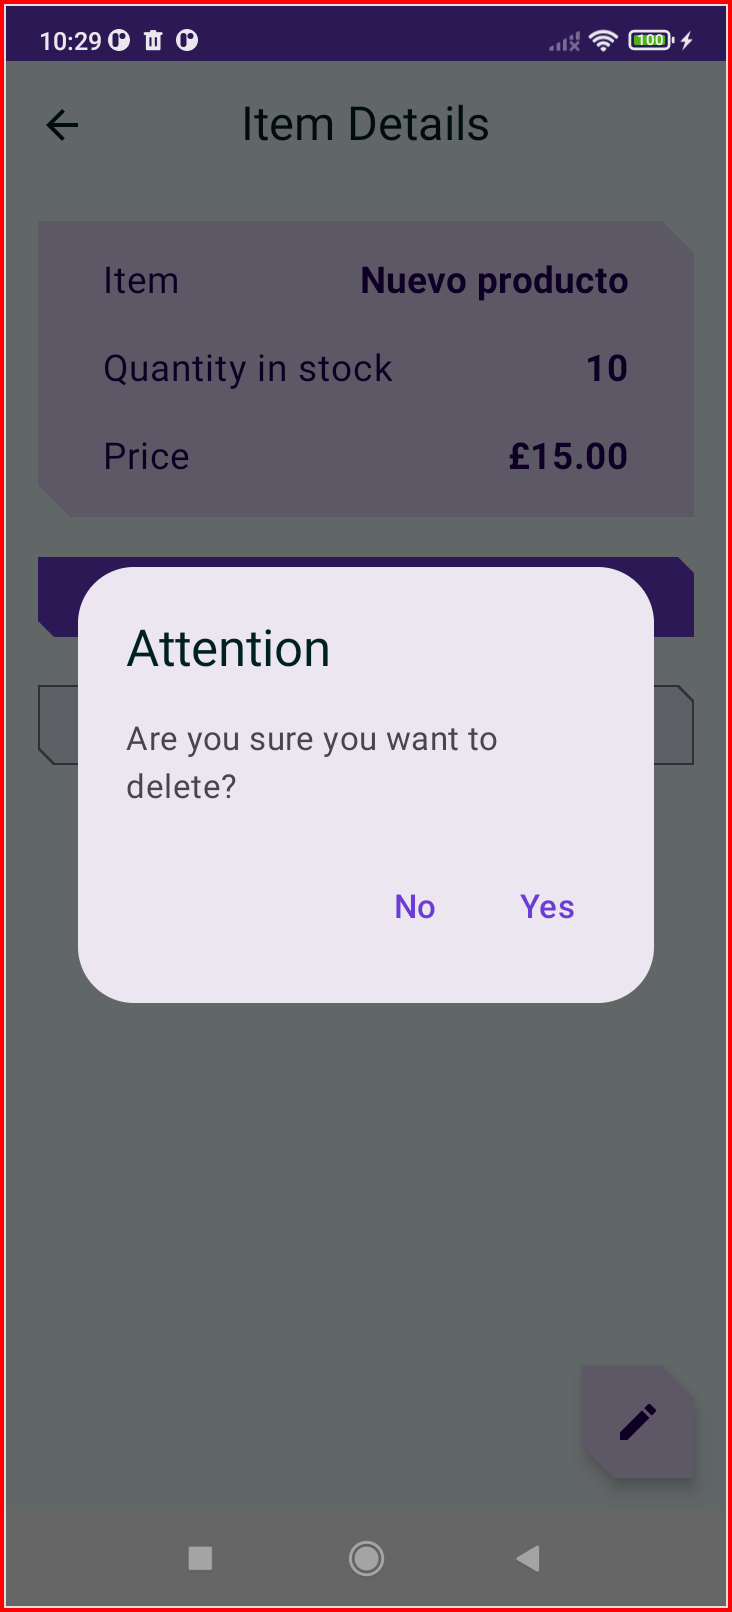 10:29
100
Item Details
Item Nuevo producto
Quantity in stock 10
Price £15.00
Attention
Are you sure you want to
delete?
No Yes